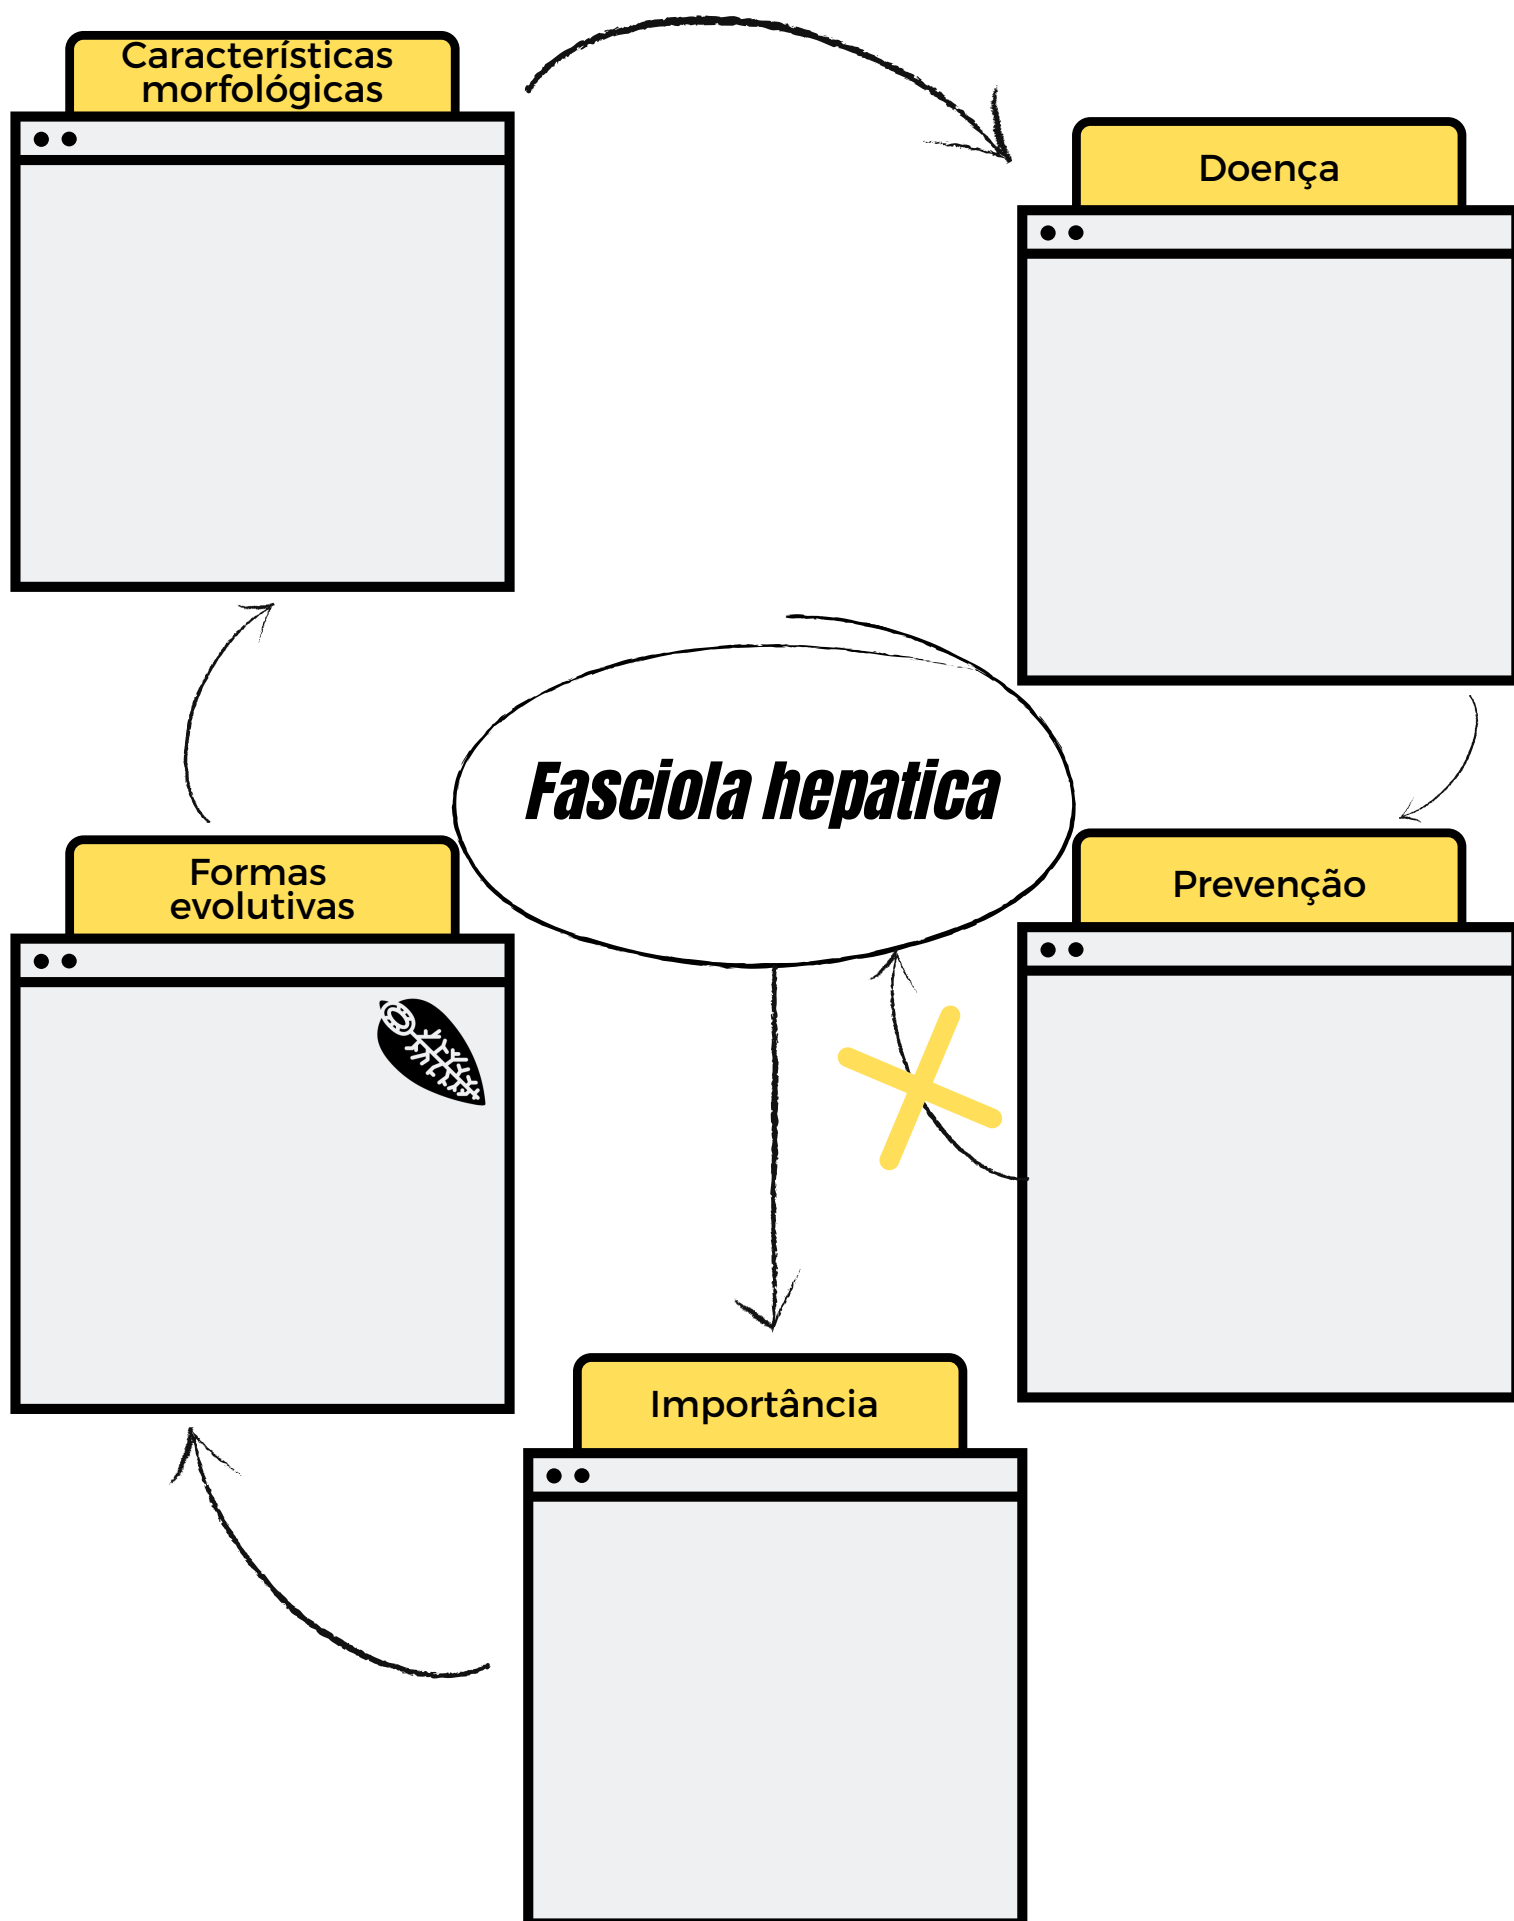 Características
morfológicas
Doença
Fasciola hepatica
Formas
evolutivas
Prevenção
Importância